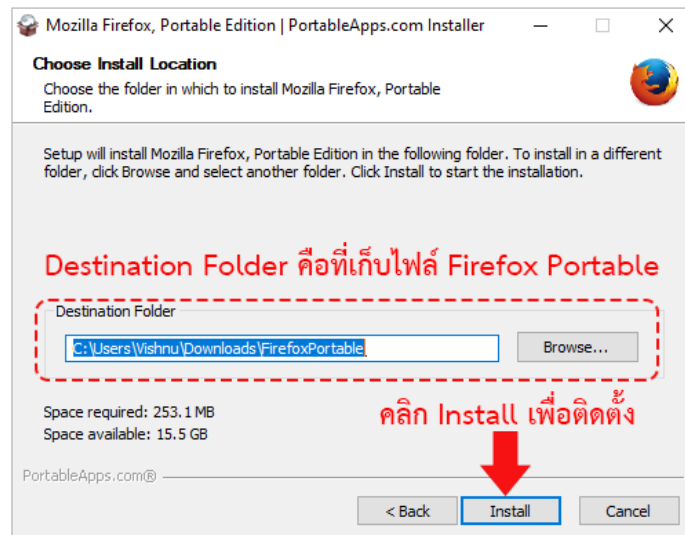 Mozilla Firefox, Portable Edition | PortableApps.com Installer
Choose Install Location
Choose the folder in which to install Mozilla Firefox, Portable
Edition.
Setup will install Mozilla Firefox, Portable Edition in the following folder. To install in a different
folder, click Browse and select another folder. Click Install to start the installation.
Destination Folder คือที่เก็บไฟล์ Firefox Portable
Destination Folder
C:\Users\Vishnu\Downloads\FirefoxPortable
Browse...
Space required: 253.1 MB
Space available: 15.5 GB
คลิก Install เพื่อติดตั้ง
PortableApps.com®
< Back
Install
Cancel